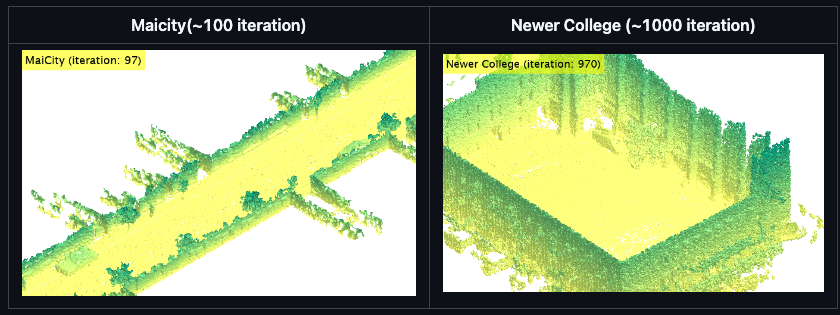 Maicity(~100 iteration)
Newer College (~1000 iteration)
MaiCity (iteration: 97)
Newer College (iteration: 970)